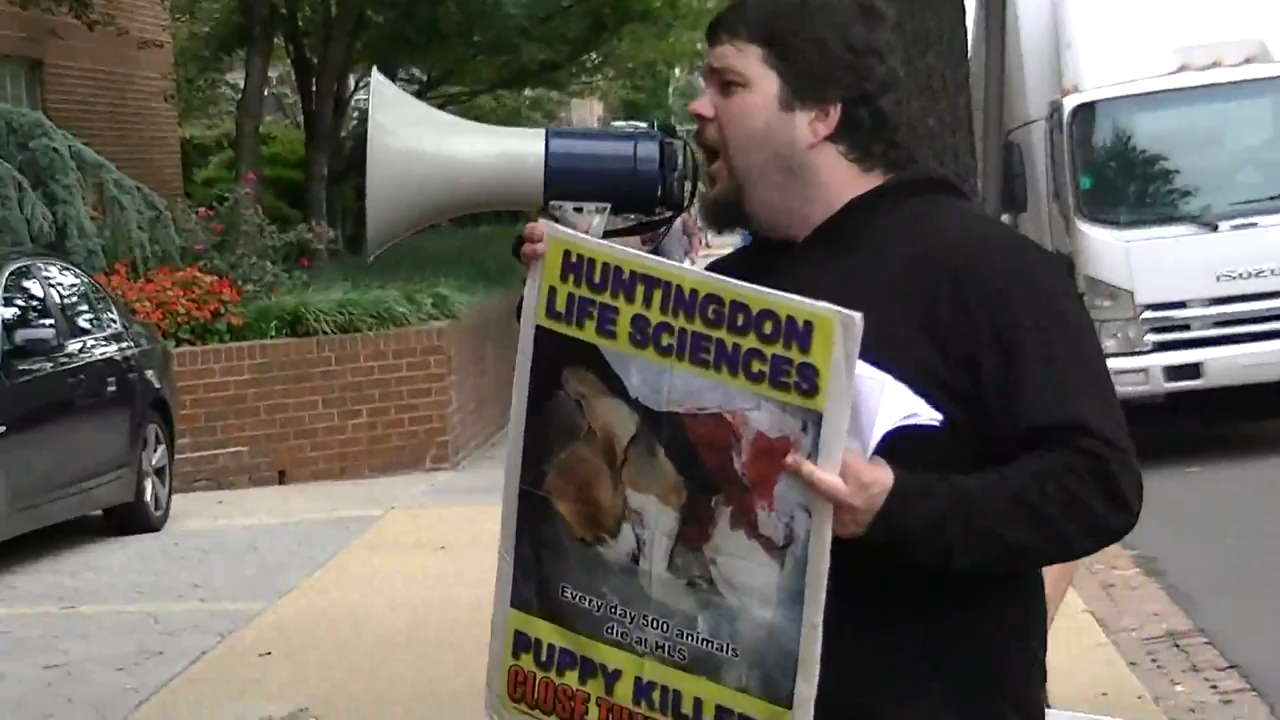 HUNTINGDON
LIFE SCIENCES
Every day 500 animals
die at HLS
PUPPY
CLOSE
ISUZU